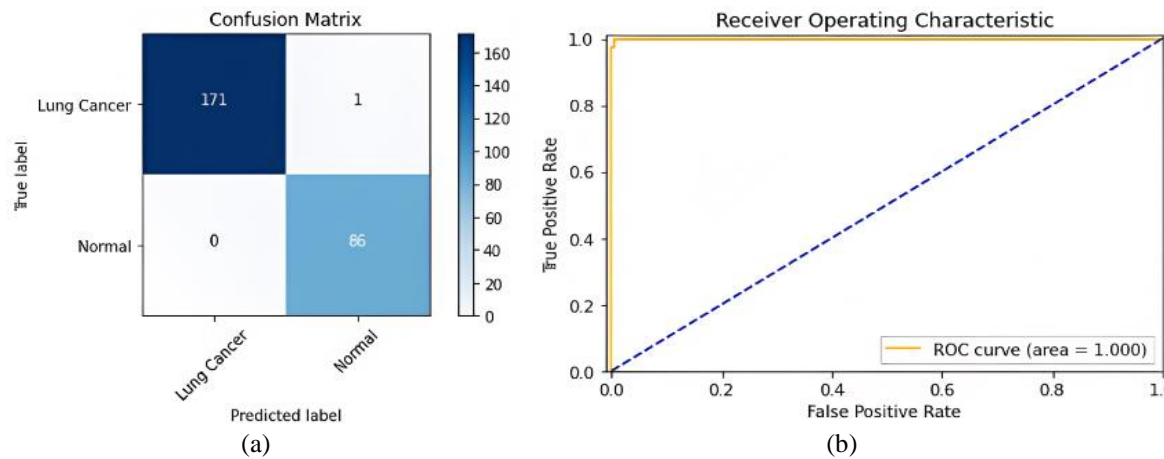 Confusion Matrix
True label
Lung Cancer
Normal
171
1
0
86
160
140
120
100
80
60
40
20
0
Lung Cancer
Normal
Predicted label
(a)
Receiver Operating Characteristic
True Positive Rate
1.0
0.8
0.6
0.4
0.2
0.0
ROC curve (area = 1.000)
0.0
0.2
0.4
0.6
0.8
1.
False Positive Rate
(b)